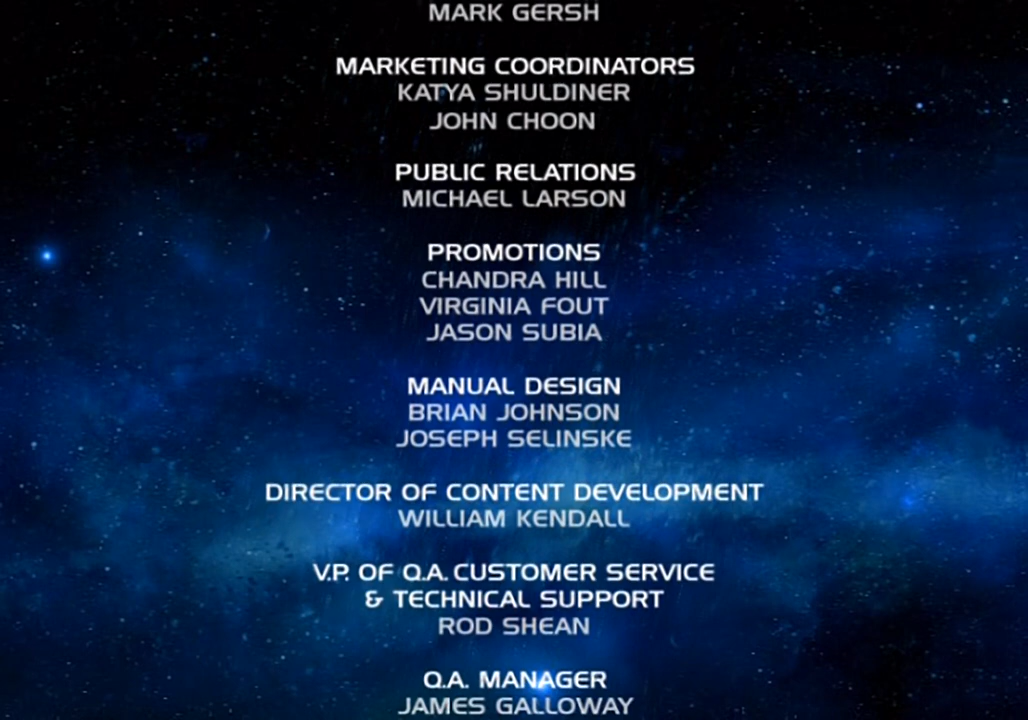 MARK GERSH
MARKETING COORDINATORS
KATYA SHULDINER
JOHN CHOON
PUBLIC RELATIONS
MICHAEL LARSON
PROMOTIONS
CHANDRA HILL
VIRGINIA FOUT
JASON SUBIA
MANUAL DESIGN
BRIAN JOHNSON
JOSEPH SELINSKE
DIRECTOR OF CONTENT DEVELOPMENT
WILLIAM KENDALL
V.P. OF Q.A. CUSTOMER SERVICE
& TECHNICAL SUPPORT
ROD SHEAN
Q.A. MANAGER
JAMES GALLOWAY